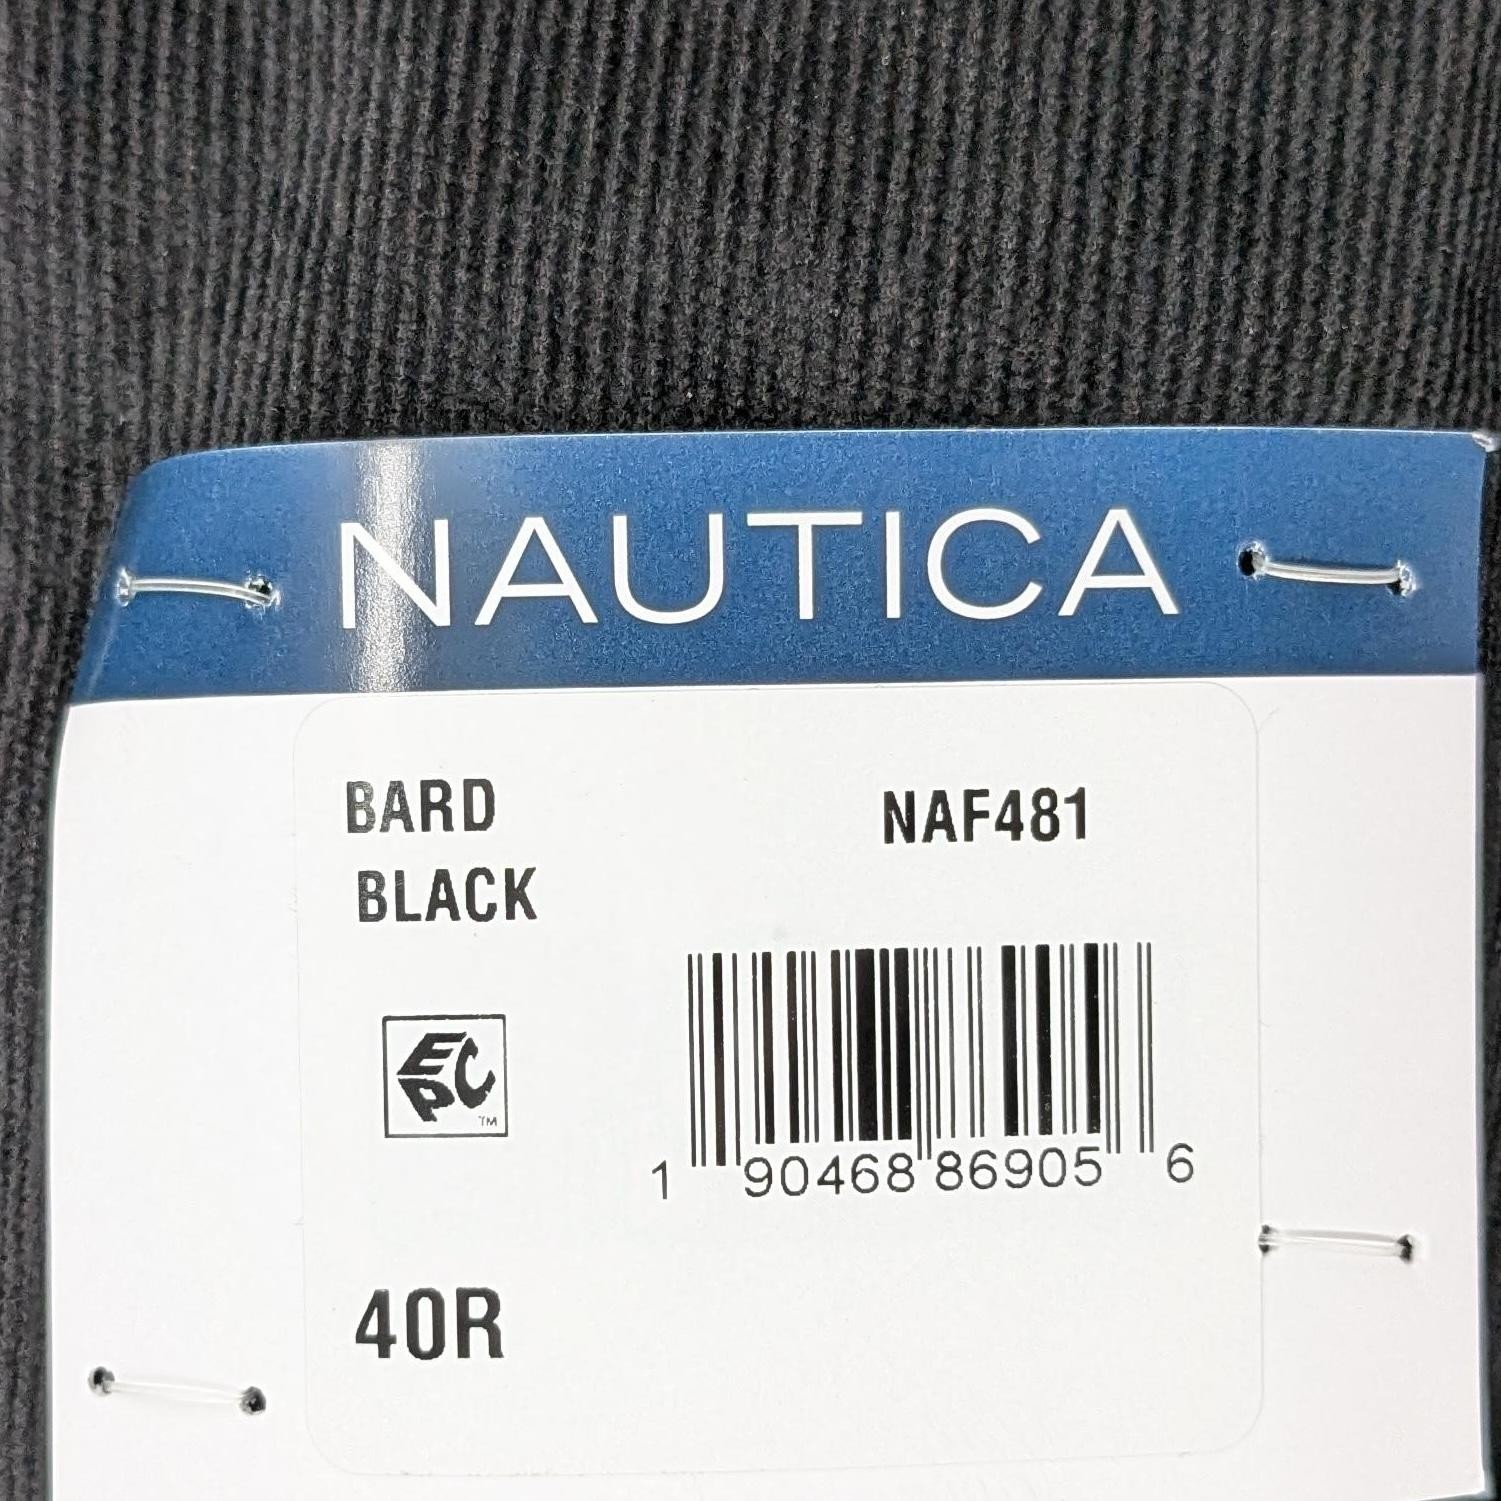 NAUTICA
BARD NAF481
BLACK
EPC
TM
1 90468 86905 6
40R